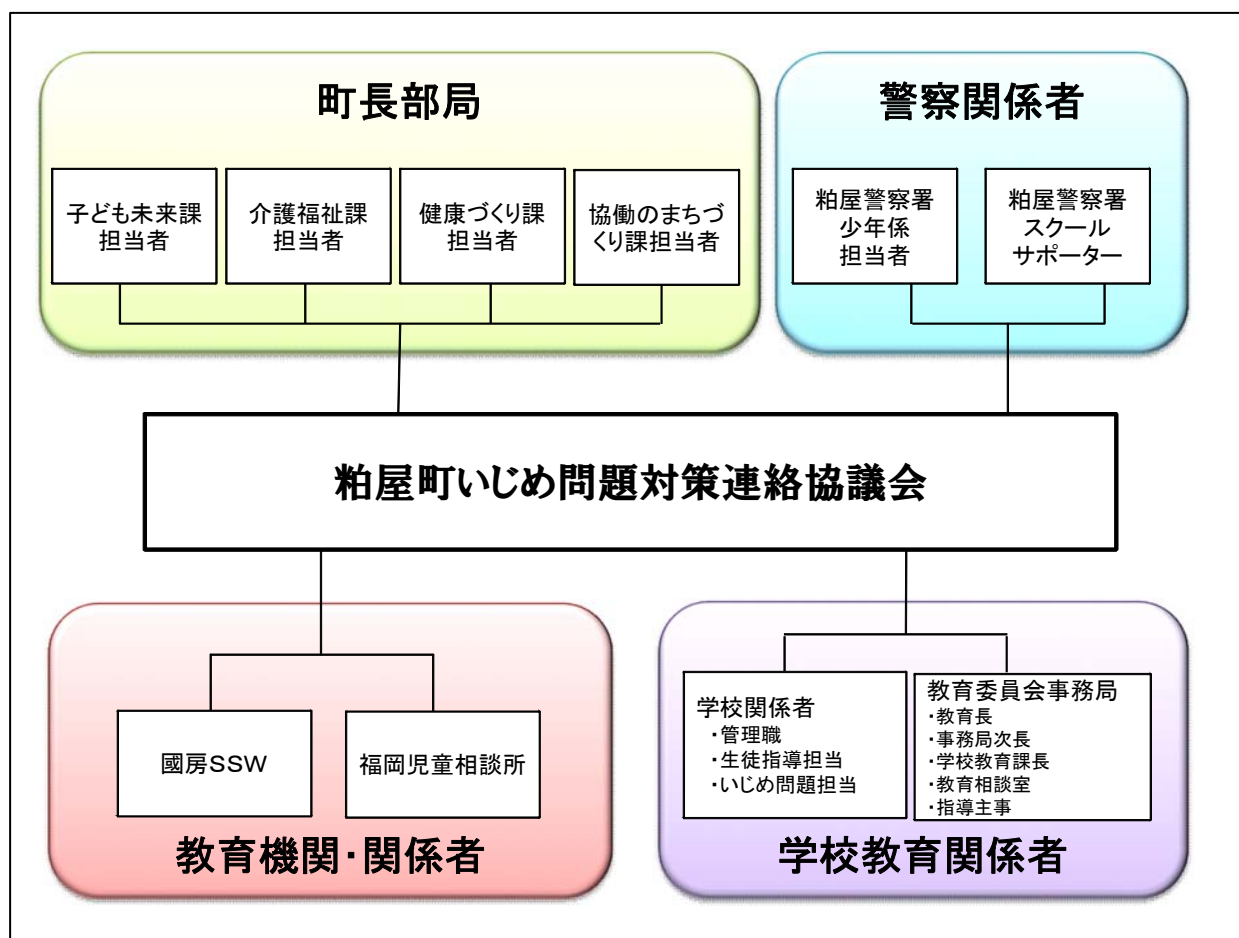 町長部局
子ども未来課
担当者
介護福祉課
担当者
健康づくり課
担当者
協働のまちづ
くり課担当者
警察関係者
粕屋警察署
少年係
担当者
粕屋警察署
スクール
サポーター
粕屋町いじめ問題対策連絡協議会
國房SSW
福岡児童相談所
教育機関・関係者
学校関係者
・管理職
・生徒指導担当
・いじめ問題担当
教育委員会事務局
・教育長
・事務局次長
・学校教育課長
・教育相談室
・指導主事
学校教育関係者